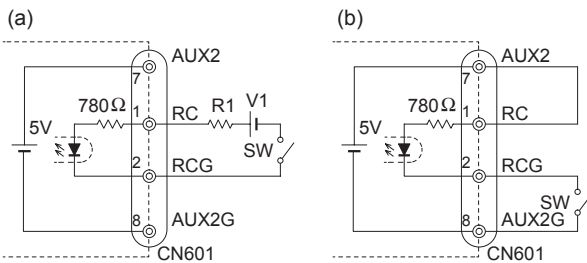 (a)
AUX2
7
780Ω
1
RC
R1
V1
5V
SW
2
RCG
8
AUX2G
CN601
(b)
AUX2
7
780Ω
1
RC
5V
2
RCG
SW
8
AUX2G
CN601